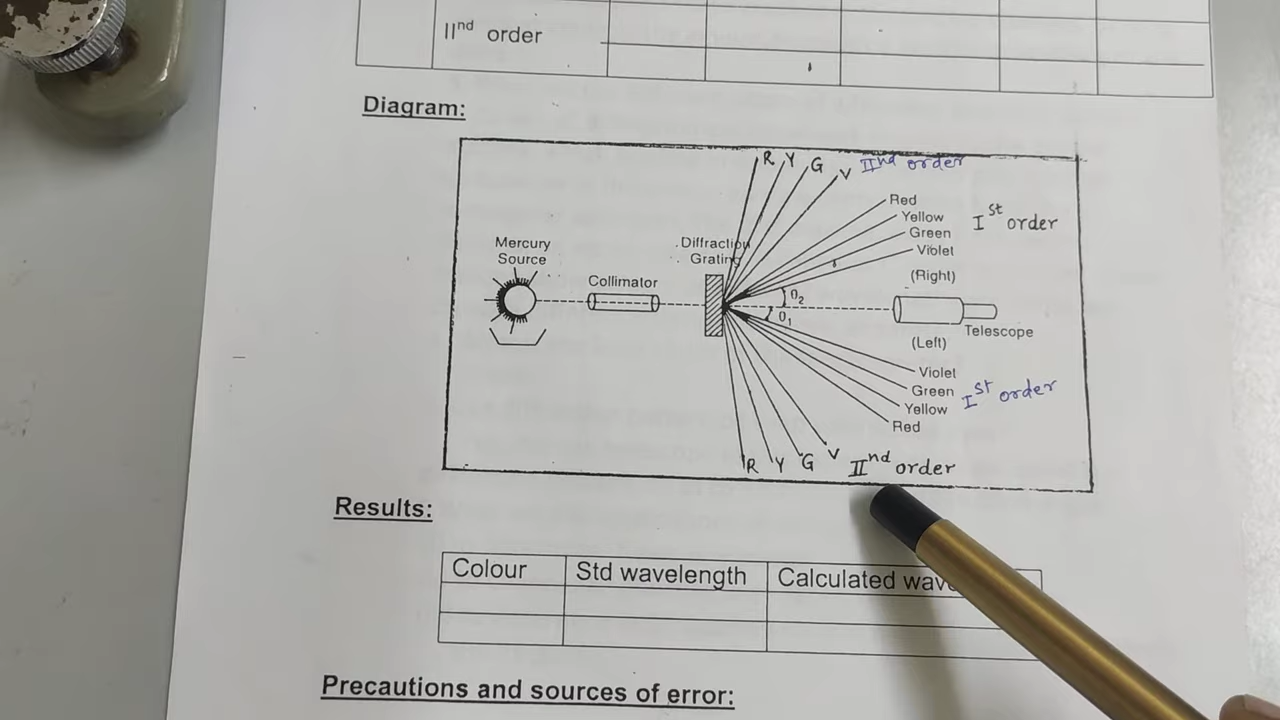 IInd order
Diagram:
R Y G V IInd order
Red
Yellow
Green
Violet
Ist order
(Right)
Mercury
Source
Collimator
Diffraction
Grating
θ2
θ1
Telescope
(Left)
Violet
Green
Yellow
Red
Ist order
R Y G V IInd order
Results:
Colour Std wavelength Calculated
Precautions and sources of error: